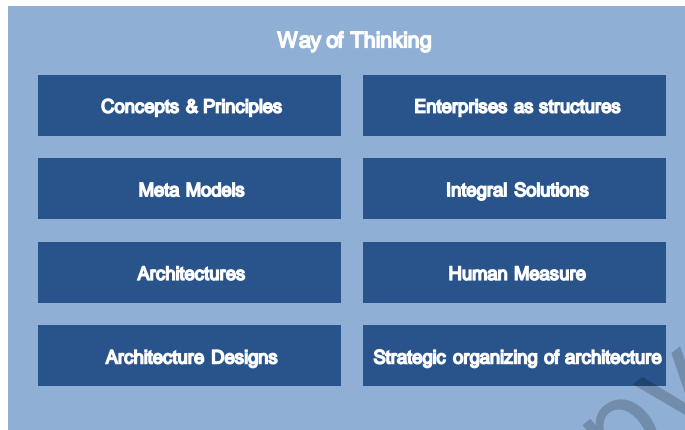 Way of Thinking
Concepts & Principles
Enterprises as structures
Meta Models
Integral Solutions
Architectures
Human Measure
Architecture Designs
Strategic organizing of architecture